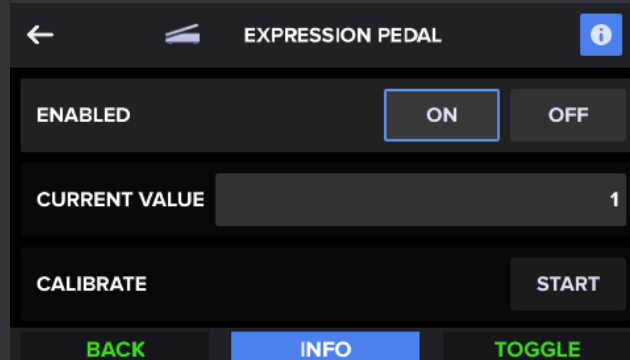 EXPRESSION PEDAL
ENABLED ON OFF
CURRENT VALUE 1
CALIBRATE START
BACK INFO TOGGLE